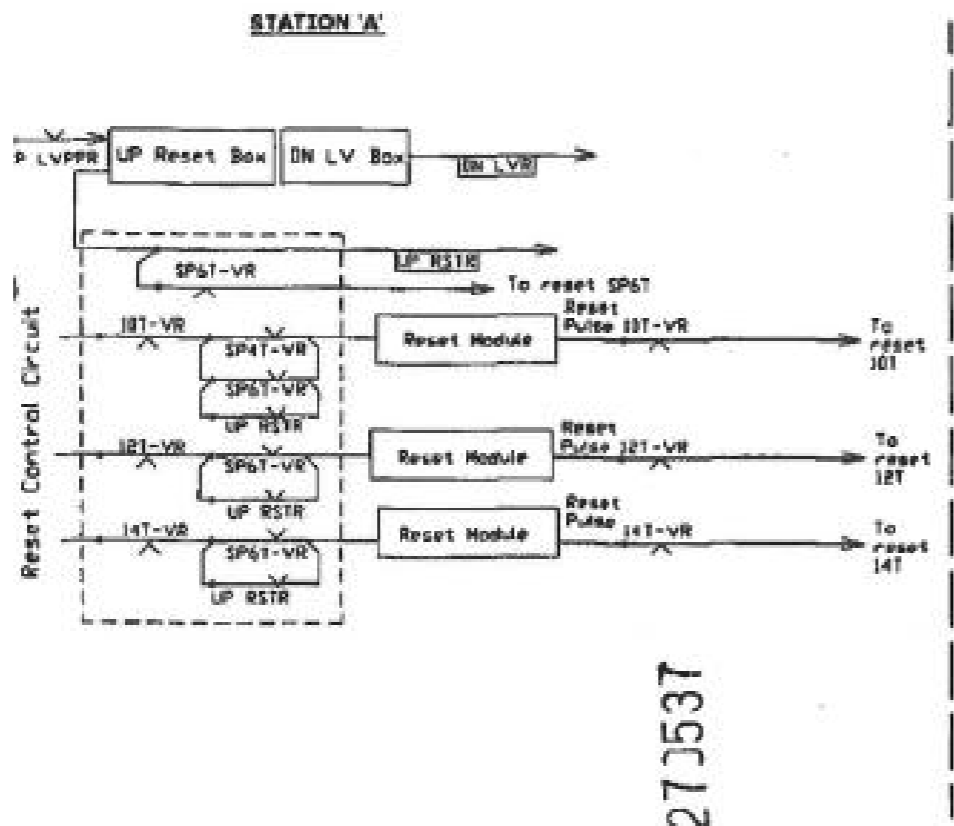 STATION 'A'
P LVPPR
UP Reset Box
DN LV Box
DN LVR
UP RSTR
SP6T-VR
To reset SP6T
Reset Control Circuit
10T-VR
SP4T-VR
SP6T-VR
UP RSTR
Reset Module
Reset
Pulse 10T-VR
To
reset
10T
12T-VR
SP6T-VR
UP RSTR
Reset Module
Reset
Pulse 12T-VR
To
reset
12T
14T-VR
SP6T-VR
UP RSTR
Reset Module
Reset
Pulse
14T-VR
To
reset
14T